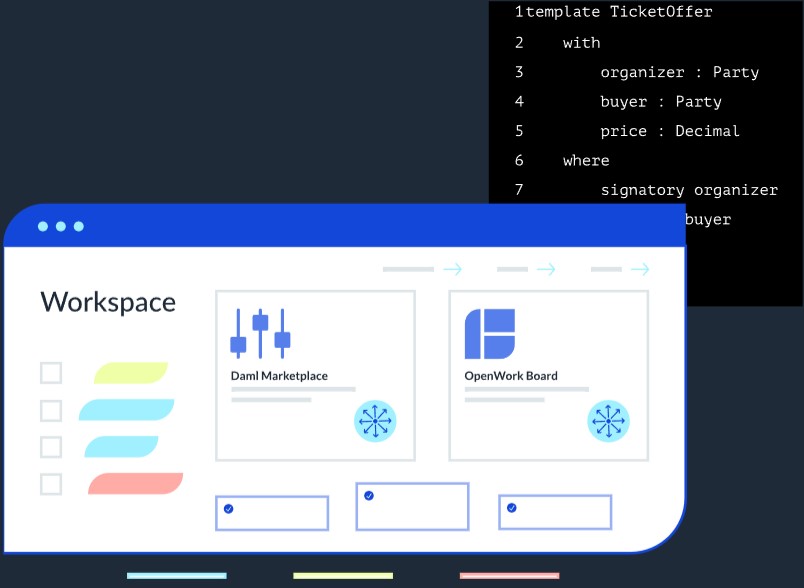 1template TicketOffer
2    with
3        organizer : Party
4        buyer : Party
5        price : Decimal
6    where
7        signatory organizer
buyer
Workspace
Daml Marketplace
OpenWork Board